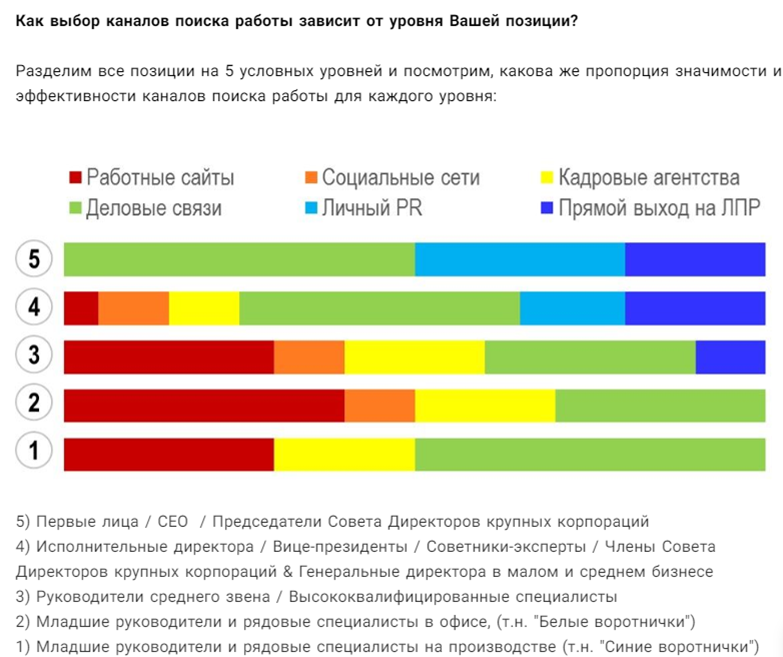 Как выбор каналов поиска работы зависит от уровня Вашей позиции?
Разделим все позиции на 5 условных уровней и посмотрим, какова же пропорция значимости и
эффективности каналов поиска работы для каждого уровня:
Работные сайты Социальные сети Кадровые агентства
Деловые связи Личный PR Прямой выход на ЛПР
5
4
3
2
1
5) Первые лица / CEO / Председатели Совета Директоров крупных корпораций
4) Исполнительные директора / Вице-президенты / Советники-эксперты / Члены Совета
Директоров крупных корпораций & Генеральные директора в малом и среднем бизнесе
3) Руководители среднего звена / Высококвалифицированные специалисты
2) Младшие руководители и рядовые специалисты в офисе, (т.н. "Белые воротнички")
1) Младшие руководители и рядовые специалисты на производстве (т.н. "Синие воротнички")